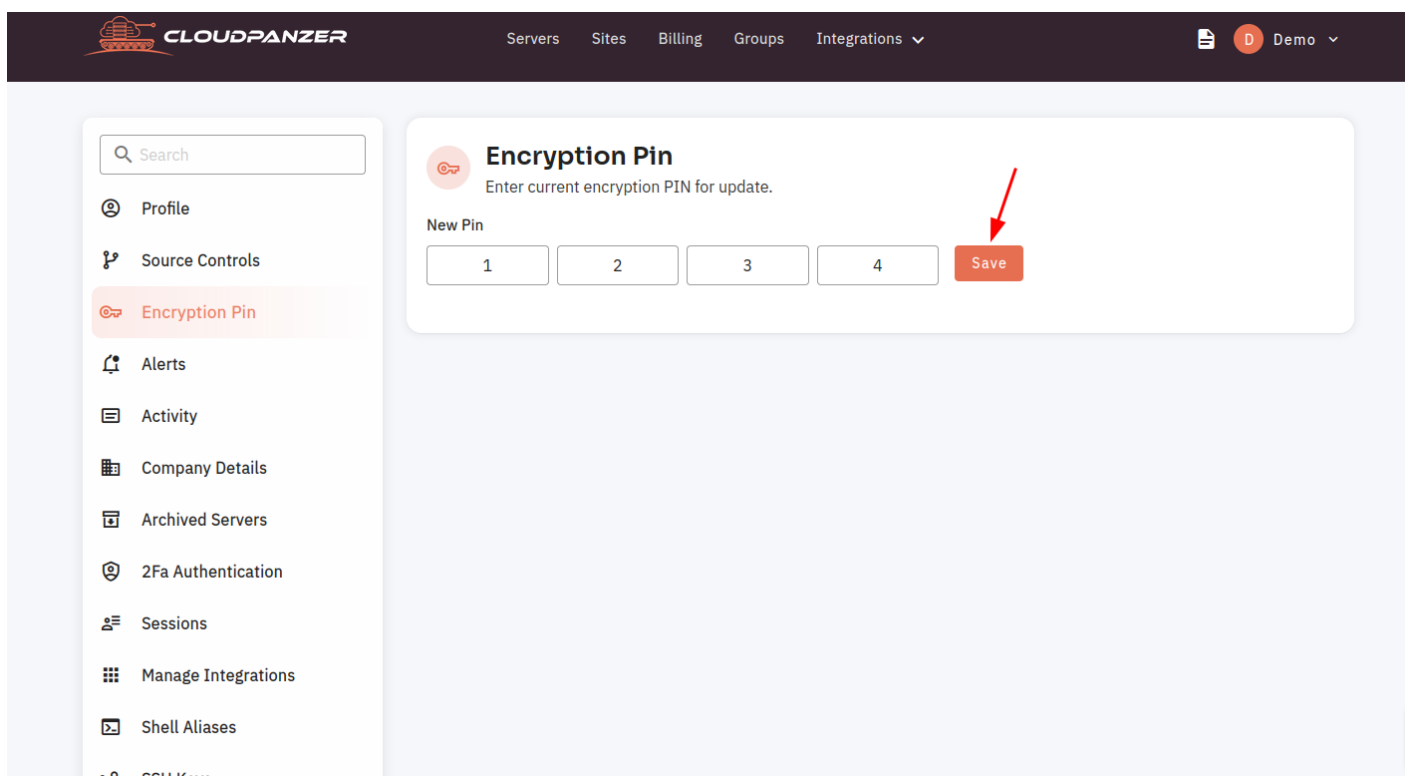 CLOUDPANZER
Servers Sites Billing Groups Integrations
D Demo
Search
Profile
Source Controls
Encryption Pin
Alerts
Activity
Company Details
Archived Servers
2Fa Authentication
Sessions
Manage Integrations
Shell Aliases
Encryption Pin
Enter current encryption PIN for update.
New Pin
1 2 3 4 Save